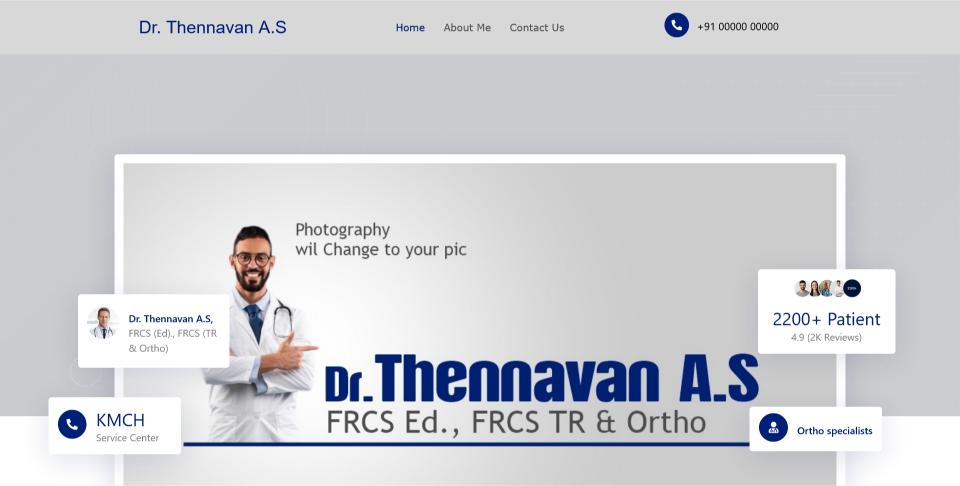 Dr. Thennavan A.S
Home
About Me
Contact Us
+91 00000 00000
Photography
wil Change to your pic
Dr. Thennavan A.S,
FRCS (Ed)., FRCS (TR
& Ortho)
2200+ Patient
4.9 (2K Reviews)
Dr.Thennavan A.S
FRCS Ed., FRCS TR & Ortho
KMCH
Service Center
Ortho specialists